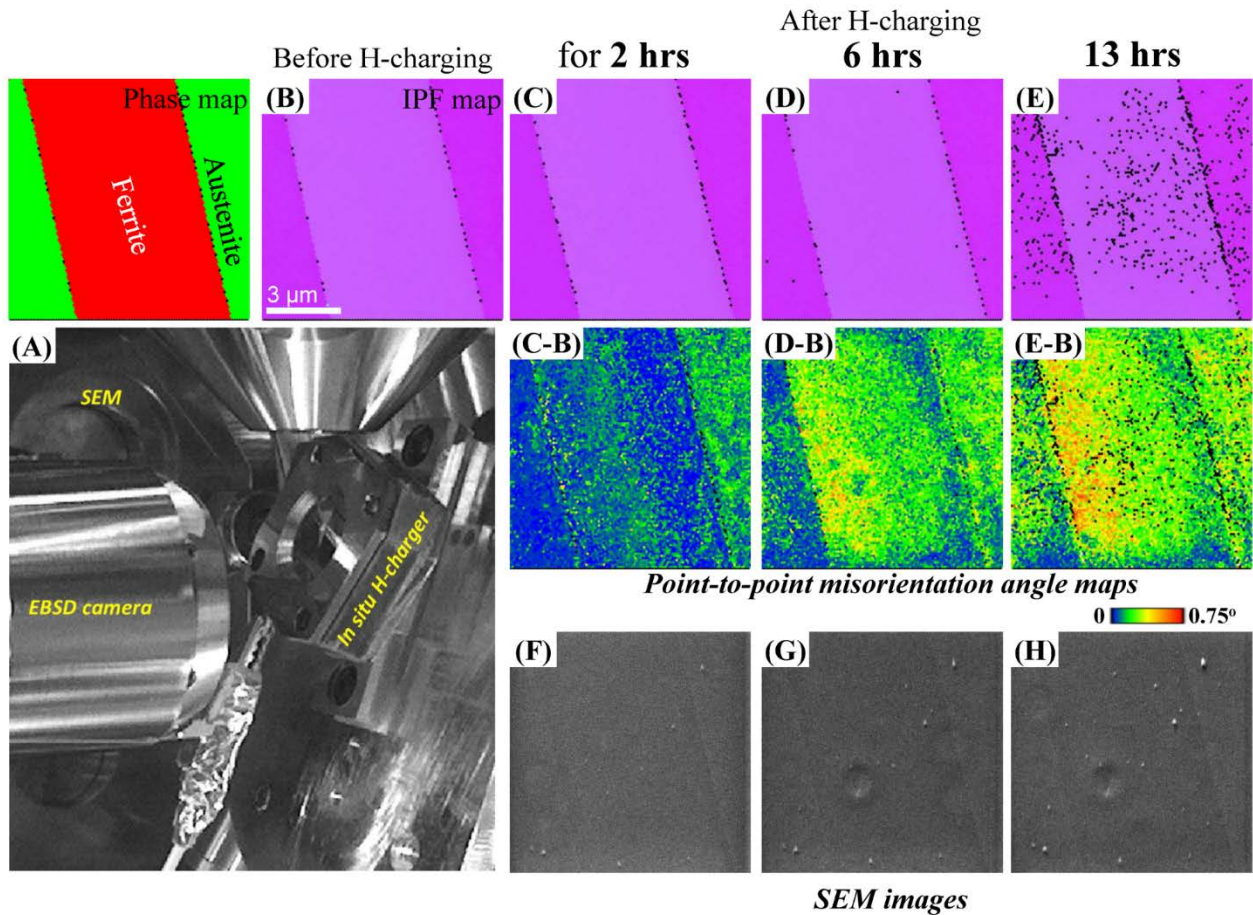 After H-charging
Before H-charging
for 2 hrs
6 hrs
13 hrs
Phase map
(B)
IPF map
(C)
(D)
(E)
Ferrite
Austenite
3 µm
(A)
SEM
EBSD camera
In situ H-charger
(C-B)
(D-B)
(E-B)
Point-to-point misorientation angle maps
0
0.75°
(F)
(G)
(H)
SEM images